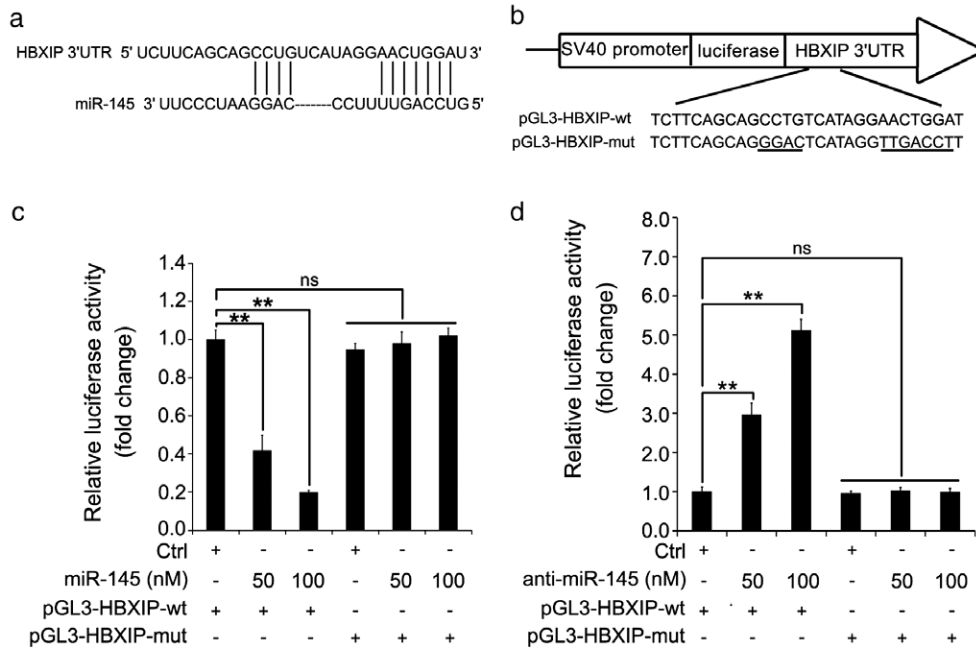 a
HBXIP 3'UTR 5' UCUUCAGCAGCCUGUCAUAGGAACUGGAU 3'
miR-145 3' UUCCCUAAGGAC-------CCUUUUGACCUG 5'
b
SV40 promoter luciferase HBXIP 3'UTR
pGL3-HBXIP-wt TCTTCAGCAGCCTGTCATAGGAACTGGAT
pGL3-HBXIP-mut TCTTCAGCAGGGACTCATAGGTTGACCTT
c
Relative luciferase activity
(fold change)
1.4
1.2
1.0
0.8
0.6
0.4
0.2
0.0
ns
**
**
Ctrl + - - + - -
miR-145 (nM) - 50 100 - 50 100
pGL3-HBXIP-wt + + + - - -
pGL3-HBXIP-mut - - - + + +
d
Relative luciferase activity
(fold change)
8.0
7.0
6.0
5.0
4.0
3.0
2.0
1.0
0.0
ns
**
**
Ctrl + - - + - -
anti-miR-145 (nM) - 50 100 - 50 100
pGL3-HBXIP-wt + + + - - -
pGL3-HBXIP-mut - - - + + +